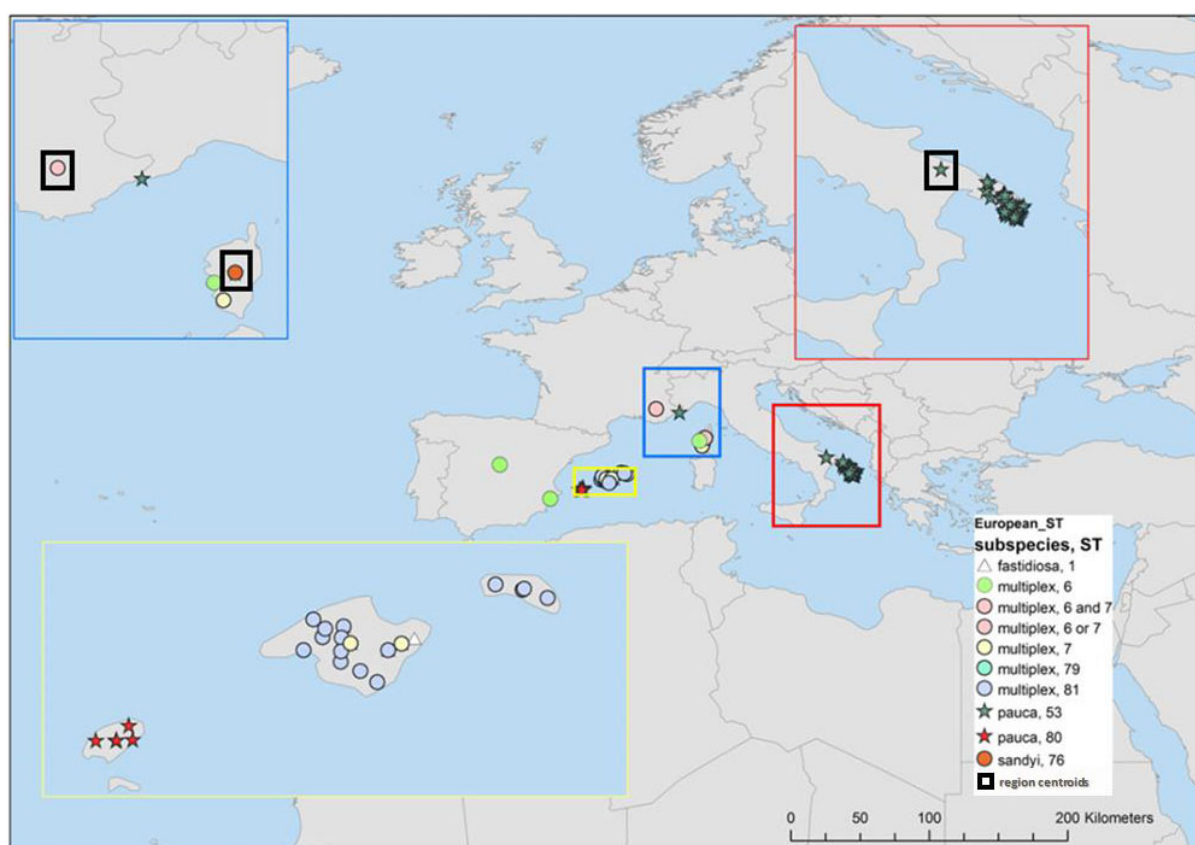 European_ST
subspecies, ST
fastidiosa, 1
multiplex, 6
multiplex, 6 and 7
multiplex, 6 or 7
multiplex, 7
multiplex, 79
multiplex, 81
pauca, 53
pauca, 80
sandyi, 76
region centroids
0 50 100 200 Kilometers